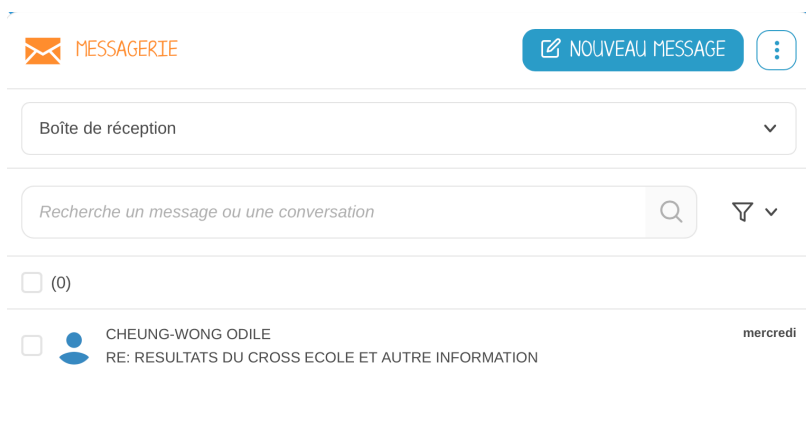 MESSAGERIE
NOUVEAU MESSAGE
Boîte de réception
Recherche un message ou une conversation
(0)
CHEUNG-WONG ODILE
mercredi
RE: RESULTATS DU CROSS ECOLE ET AUTRE INFORMATION